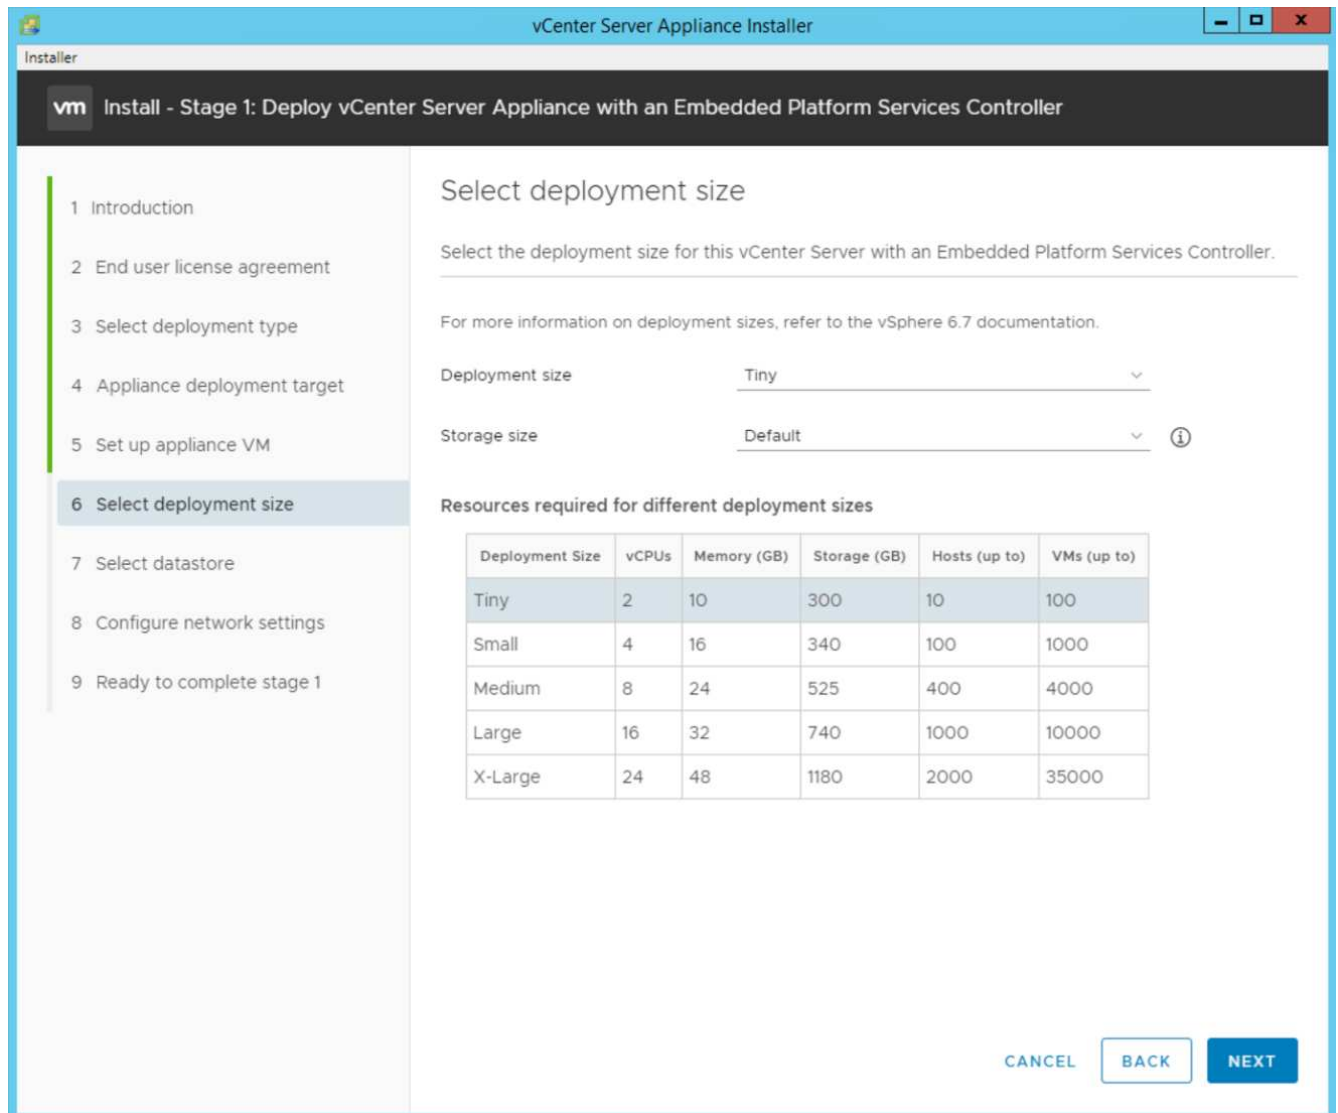 vCenter Server Appliance Installer
Installer
vm Install - Stage 1: Deploy vCenter Server Appliance with an Embedded Platform Services Controller
1 Introduction
2 End user license agreement
3 Select deployment type
4 Appliance deployment target
5 Set up appliance VM
6 Select deployment size
7 Select datastore
8 Configure network settings
9 Ready to complete stage 1
Select deployment size
Select the deployment size for this vCenter Server with an Embedded Platform Services Controller.
For more information on deployment sizes, refer to the vSphere 6.7 documentation.
Deployment size Tiny
Storage size Default
Resources required for different deployment sizes
Deployment Size vCPUs Memory (GB) Storage (GB) Hosts (up to) VMs (up to)
Tiny 2 10 300 10 100
Small 4 16 340 100 1000
Medium 8 24 525 400 4000
Large 16 32 740 1000 10000
X-Large 24 48 1180 2000 35000
CANCEL BACK NEXT